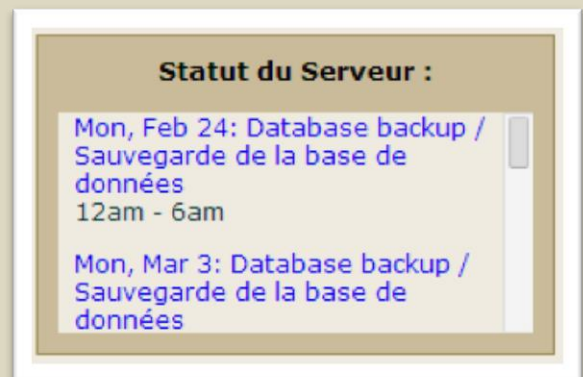 Statut du Serveur :
Mon, Feb 24: Database backup /
Sauvegarde de la base de
données
12am - 6am
Mon, Mar 3: Database backup /
Sauvegarde de la base de
données